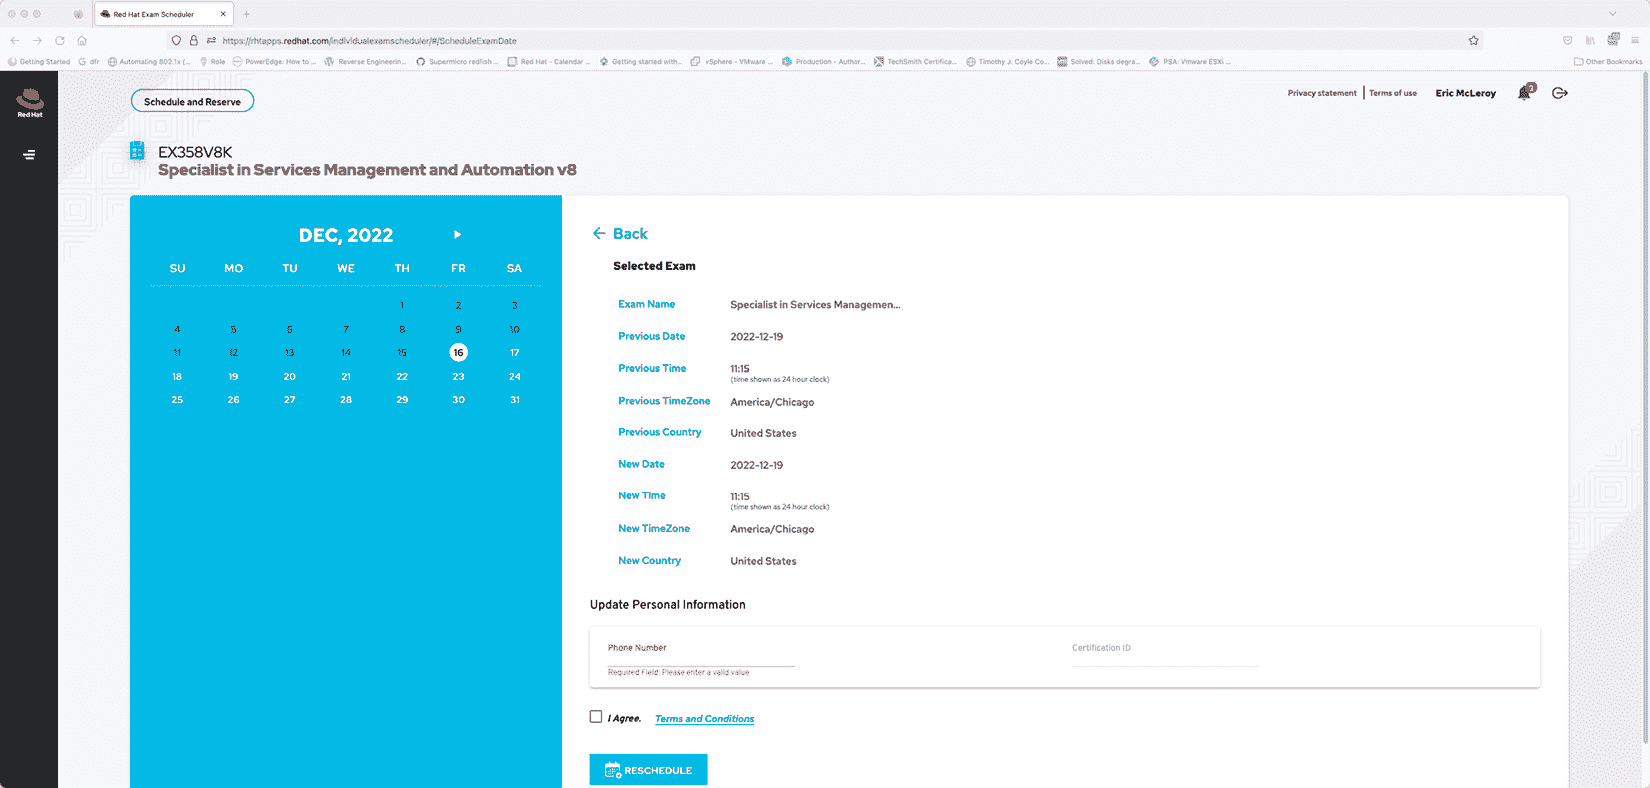 Red Hat Exam Scheduler
https://rhtapps.redhat.com/individualexamscheduler/#/ScheduleExamDate
Getting Started
dfr
Automating 802.1x (...
Role
PowerEdge: How to ...
Reverse Engineerin...
Supermicro redfish ...
Red Hat - Calendar ...
Getting started with...
vSphere - VMware ...
Production - Author...
TechSmith Certifica...
Timothy J. Coyle Co...
Solved: Disks degra...
PSA: Vmware ESXi ...
Other Bookmarks
Red Hat
Schedule and Reserve
Privacy statement
Terms of use
Eric McLeroy
3
EX358V8K
Specialist in Services Management and Automation v8
DEC, 2022
SU MO TU WE TH FR SA
1 2 3
4 5 6 7 8 9 10
11 12 13 14 15 16 17
18 19 20 21 22 23 24
25 26 27 28 29 30 31
Back
Selected Exam
Exam Name Specialist in Services Managemen...
Previous Date 2022-12-19
Previous Time 11:15
(time shown as 24 hour clock)
Previous TimeZone America/Chicago
Previous Country United States
New Date 2022-12-19
New Time 11:15
(time shown as 24 hour clock)
New TimeZone America/Chicago
New Country United States
Update Personal Information
Phone Number
Required Field: Please enter a valid value
Certification ID
I Agree. Terms and Conditions
RESCHEDULE